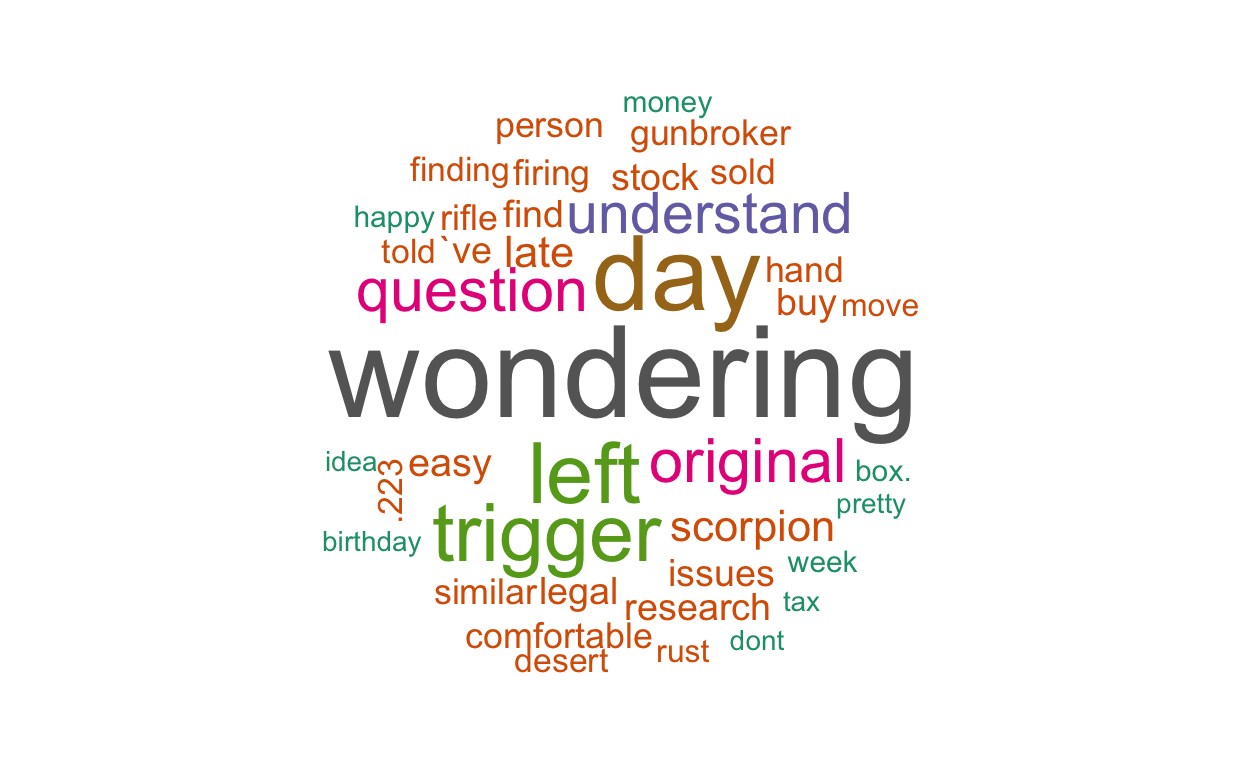 money
person gunbroker
finding firing stock sold
happy rifle find understand
told `ve late day hand
question buy move
wondering
idea .223 easy left original box.
pretty
birthday trigger scorpion
issues week
similar legal research tax
comfortable rust dont
desert